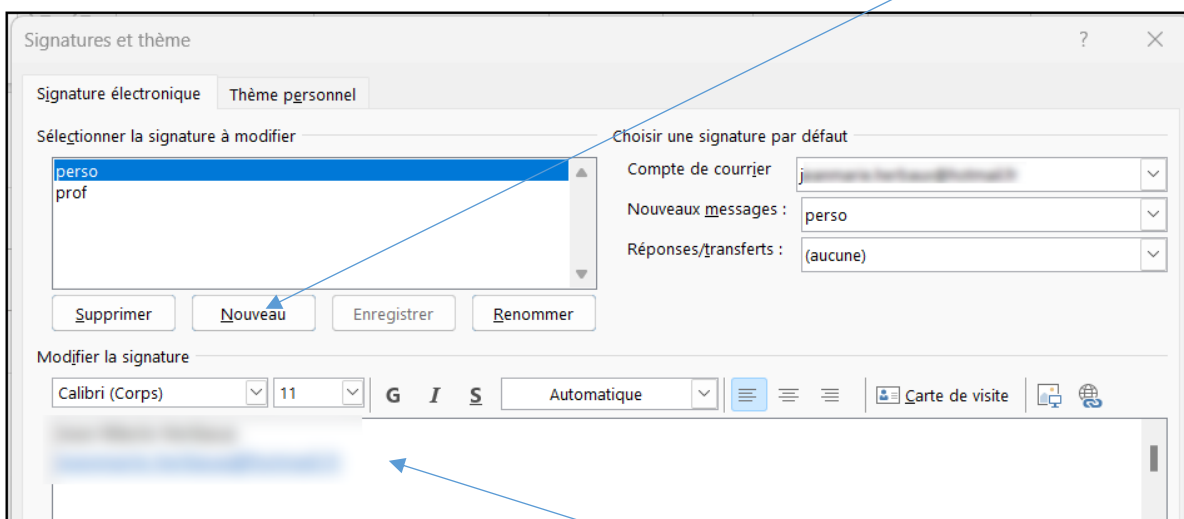 Signatures et thème ?
Signature électronique Thème personnel
Sélectionner la signature à modifier
perso
prof
Supprimer Nouveau Enregistrer Renommer
Choisir une signature par défaut
Compte de courrier
Nouveaux messages : perso
Réponses/transferts : (aucune)
Modifier la signature
Calibri (Corps) 11 G I S Automatique Carte de visite